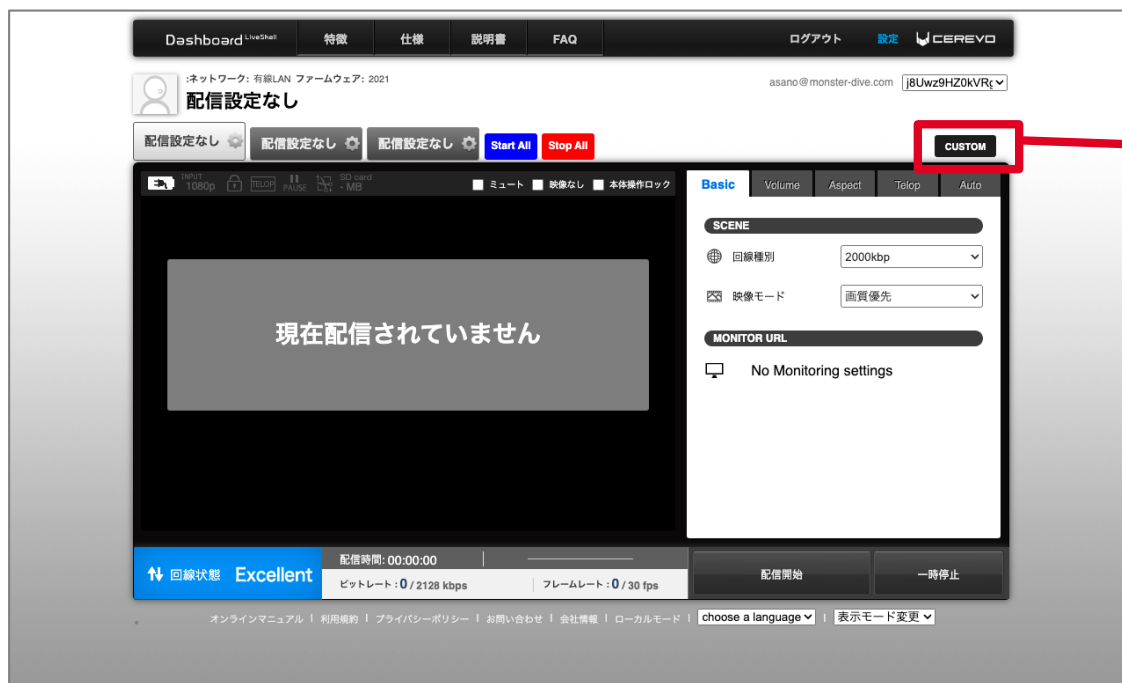 Dashboard LiveShell 特徴 仕様 説明書 FAQ ログアウト 設定 CEREVO
:ネットワーク: 有線LAN ファームウェア: 2021
asano@monster-dive.com j8Uwz9HZ0kVRç
配信設定なし
配信設定なし 配信設定なし 配信設定なし Start All Stop All CUSTOM
INPUT 1080p TELOP PAUSE SD card - MB ミュート 映像なし 本体操作ロック
Basic Volume Aspect Telop Auto
SCENE
回線種別 2000kbp
映像モード 画質優先
現在配信されていません
MONITOR URL
No Monitoring settings
回線状態 Excellent
配信時間: 00:00:00
ビットレート : 0 / 2128 kbps フレームレート : 0 / 30 fps
配信開始 一時停止
オンラインマニュアル | 利用規約 | プライバシーポリシー | お問い合わせ | 会社情報 | ローカルモード | choose a language | 表示モード変更